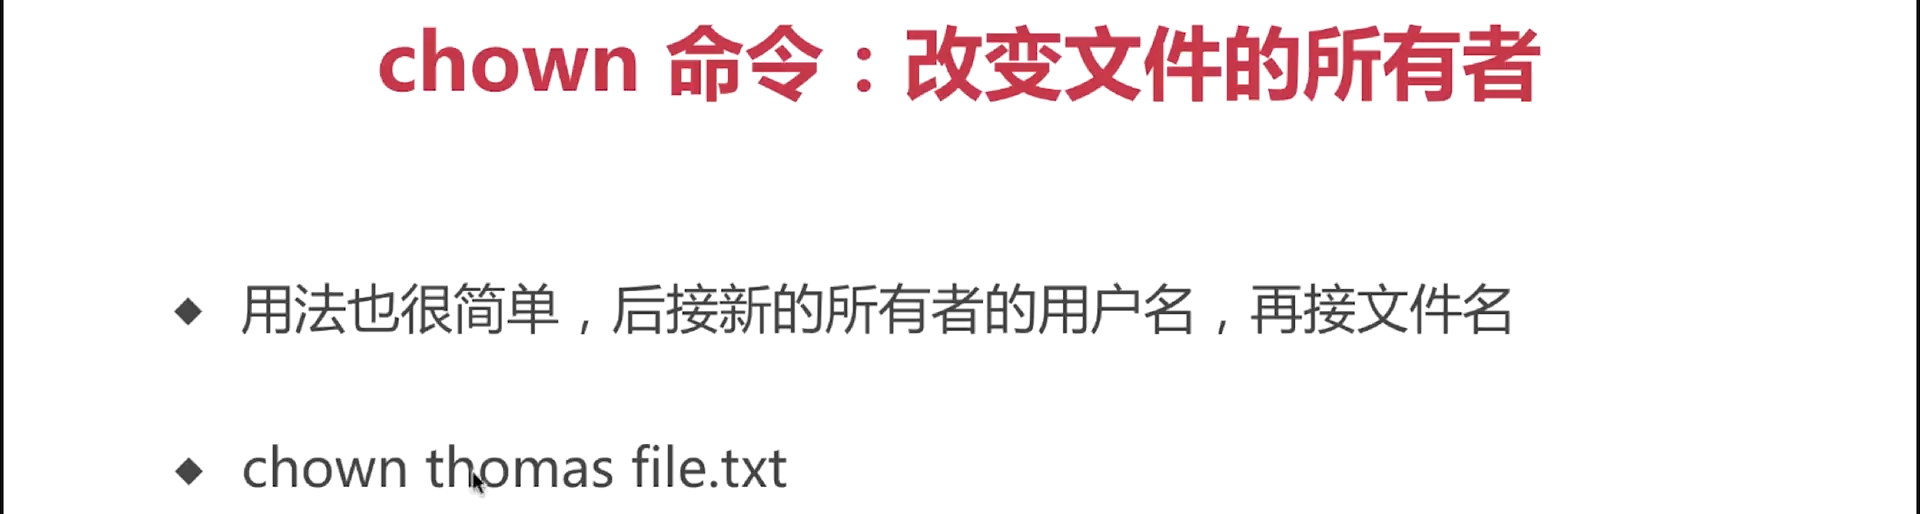 chown 命令：改变文件的所有者
◆ 用法也很简单，后接新的所有者的用户名，再接文件名
◆ chown thomas file.txt